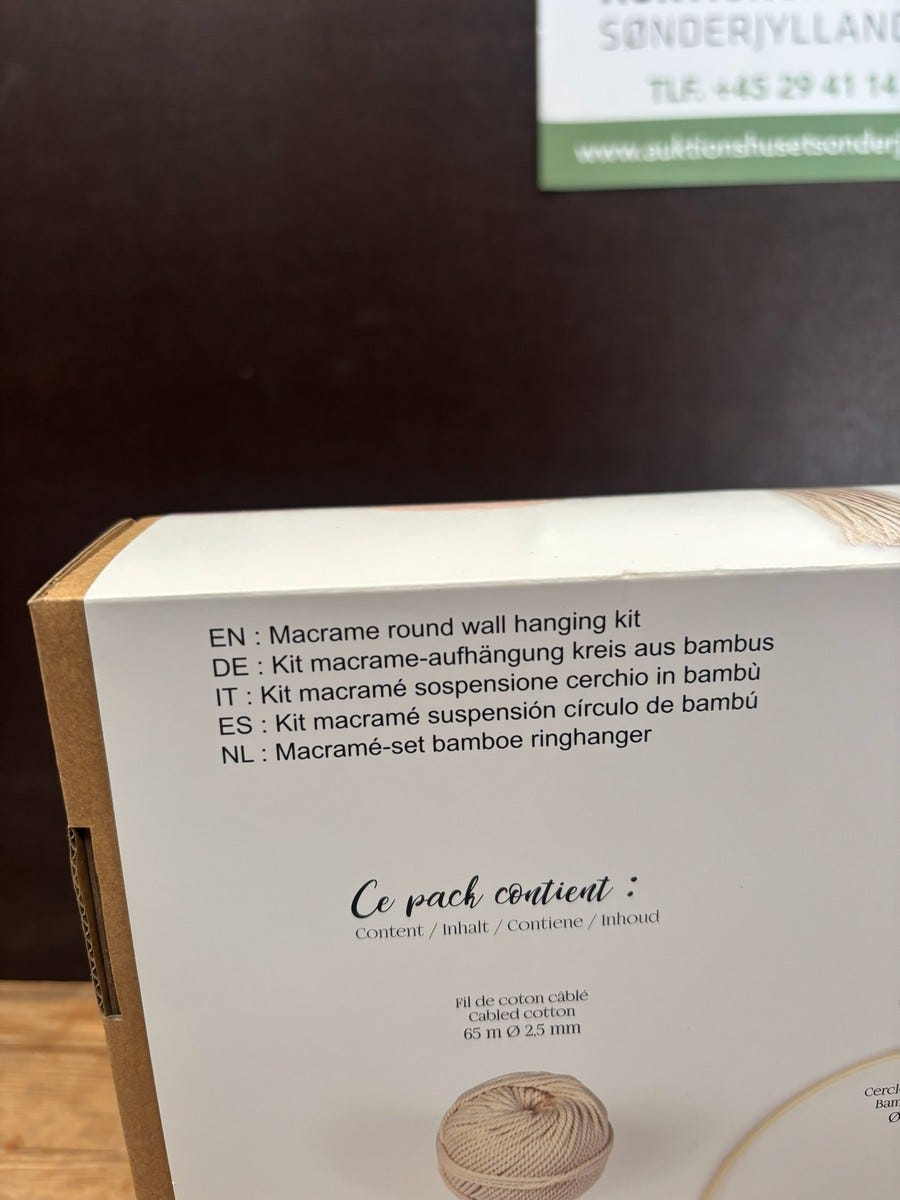 SØNDERJYLLAND
TLF. +45 29 41 14
www.auktionshusetsonderj
EN : Macrame round wall hanging kit
DE : Kit macrame-aufhängung kreis aus bambus
IT : Kit macramé sospensione cerchio in bambù
ES : Kit macramé suspensión círculo de bambú
NL : Macramé-set bamboe ringhanger
Ce pack contient :
Content / Inhalt / Contiene / Inhoud
Fil de coton câblé
Cabled cotton
65 m Ø 2,5 mm
Cercl
Bam
Ø